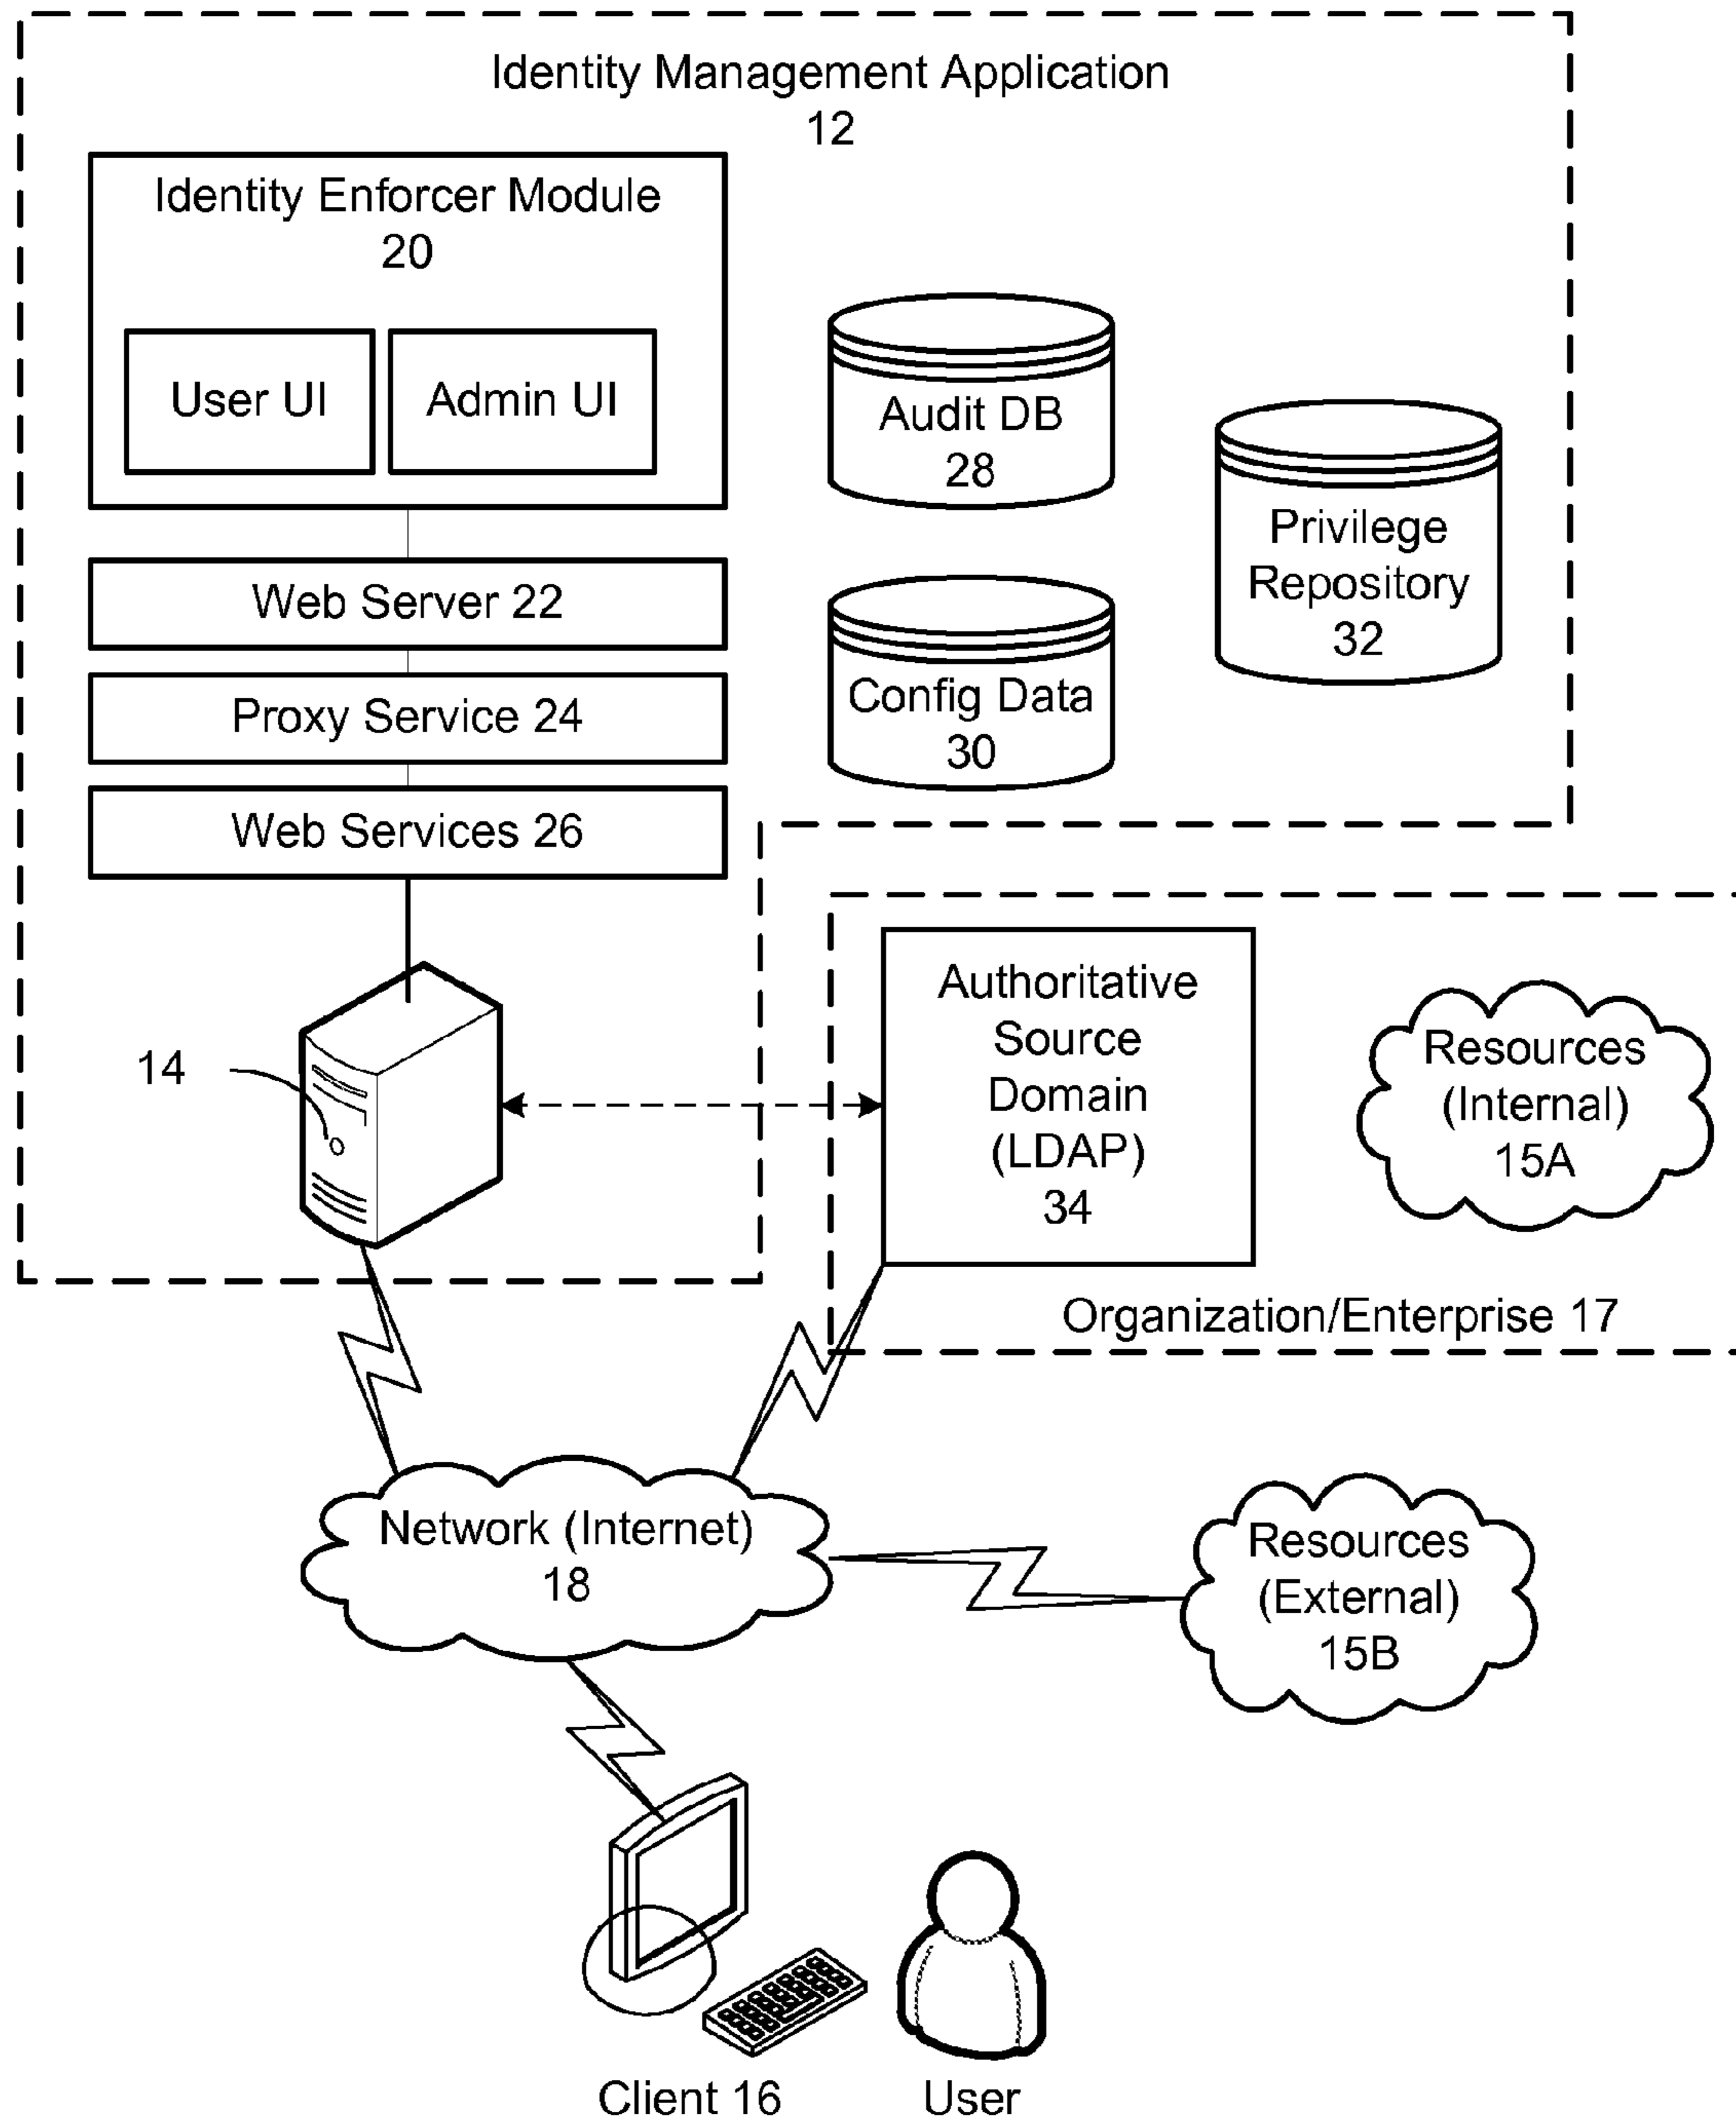 Identity Management Application
12
Identity Enforcer Module
20
User UI
Admin UI
Audit DB
28
Privilege
Repository
32
Web Server 22
Config Data
30
Proxy Service 24
Web Services 26
Authoritative
Source
Domain
(LDAP)
34
Resources
(Internal)
15A
14
Organization/Enterprise 17
Network (Internet)
18
Resources
(External)
15B
Client 16
User